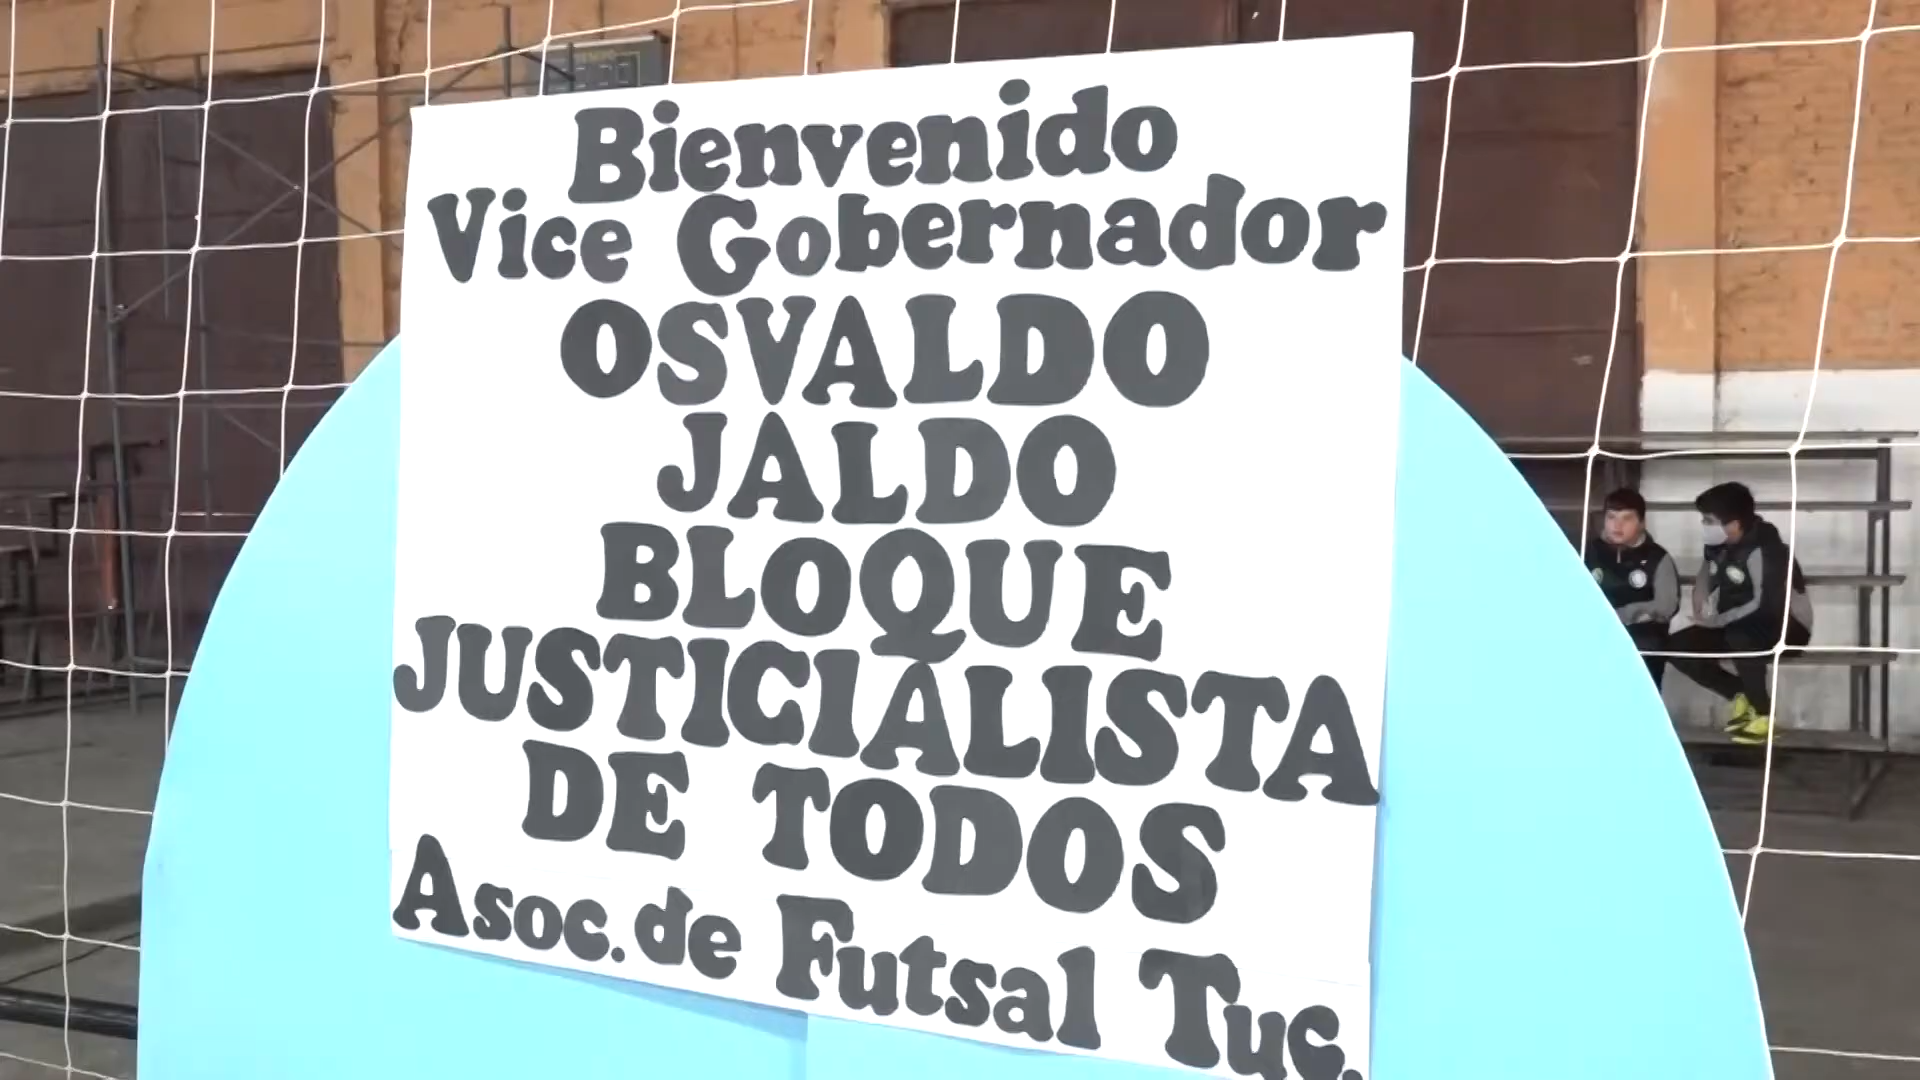 Bienvenido
Vice Gobernador
OSVALDO
JALDO
BLOQUE
JUSTICIALISTA
DE TODOS
Asoc. de Futsal Tuc.